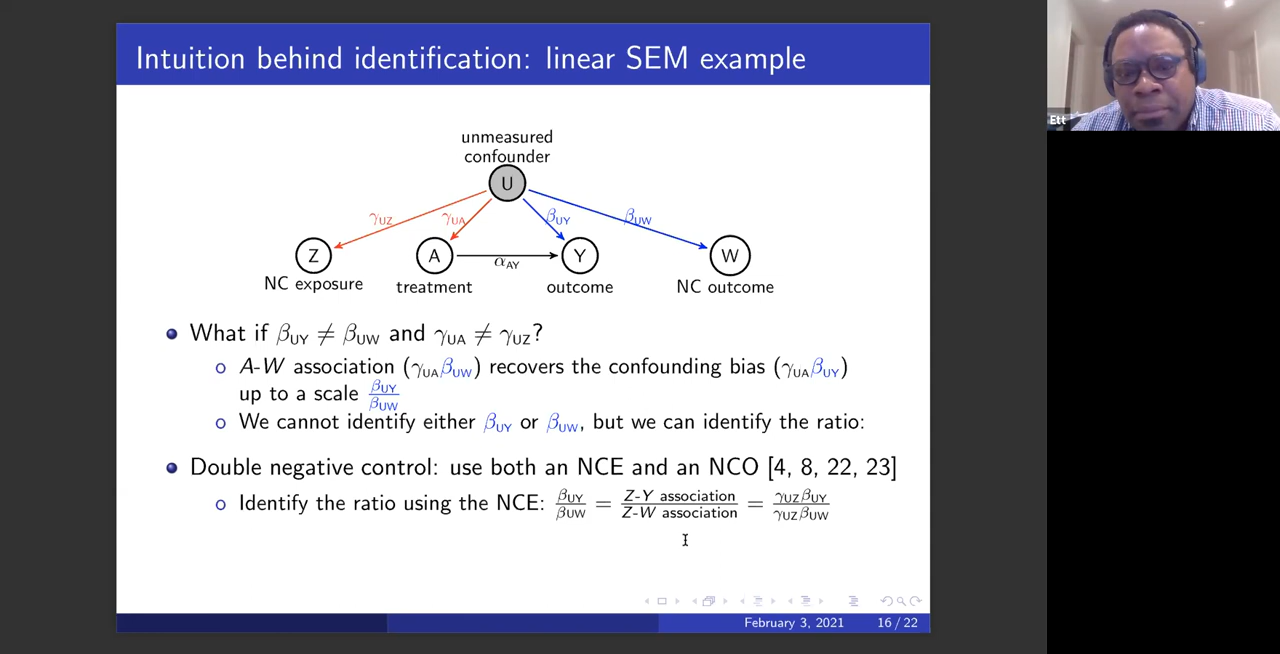 Intuition behind identification: linear SEM example
Ett
unmeasured
confounder
U
γUZ γUA βUY βUW
Z A Y W
αAY
NC exposure treatment outcome NC outcome
What if βUY ≠ βUW and γUA ≠ γUZ?
A-W association (γUAβUW) recovers the confounding bias (γUAβUY)
up to a scale βUY/βUW
We cannot identify either βUY or βUW, but we can identify the ratio:
Double negative control: use both an NCE and an NCO [4, 8, 22, 23]
Identify the ratio using the NCE: βUY/βUW = Z-Y association/Z-W association = γUZβUY/γUZβUW
February 3, 2021 16 / 22